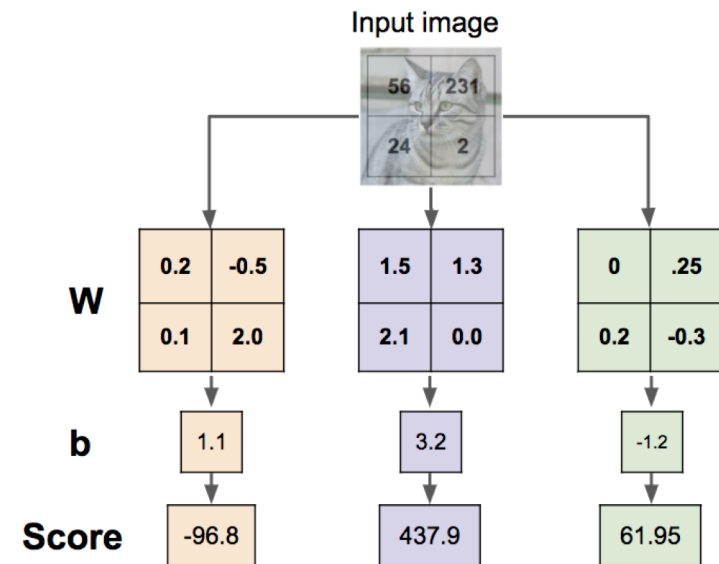 Input image
56 231
24 2
W
0.2 -0.5 1.5 1.3 0 .25
0.1 2.0 2.1 0.0 0.2 -0.3
b 1.1 3.2 -1.2
Score -96.8 437.9 61.95